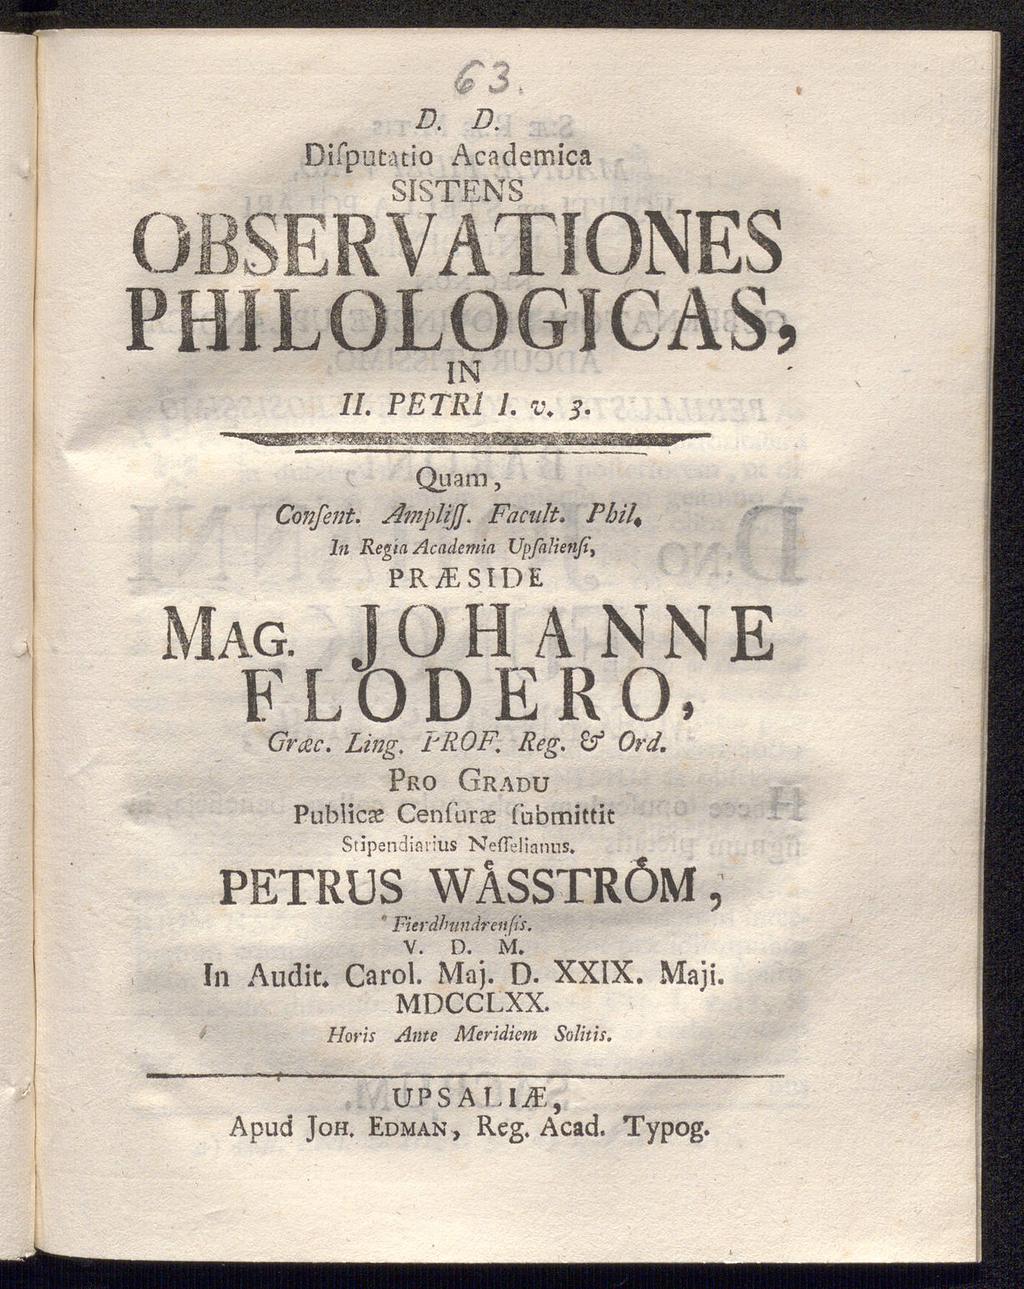 63.
D. D.
Diſputatio Academica
SISTENS
OBSERVATIONES
PHILOLOGICAS,
IN
II. PETRI I. v. 3.
Quam,
Conſent. Ampliſſ. Facult. Phil.
In Regia Academia Upſalienſi,
PRÆSIDE
MAG. JOHANNE
FLODERO,
Græc. Ling. PROF. Reg. & Ord.
PRO GRADU
Publicæ Cenſuræ ſubmittit
Stipendiarius Neſſelianus.
PETRUS WÅSSTRÖM,
Fierdhundrenſis.
V. D. M.
In Audit. Carol. Maj. D. XXIX. Maji.
MDCCLXX.
Horis Ante Meridiem Solitis.
UPSALIÆ,
Apud JOH. EDMAN, Reg. Acad. Typog.